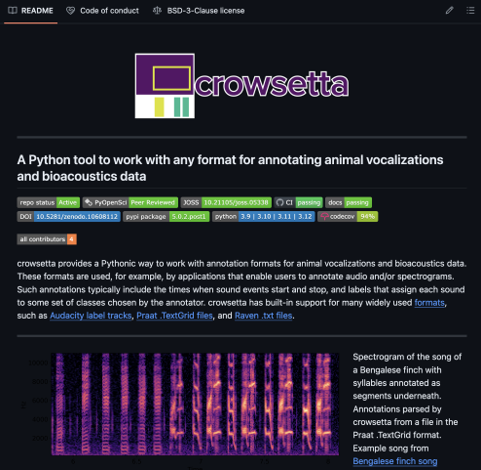 README
Code of conduct
BSD-3-Clause license
crowsetta
A Python tool to work with any format for annotating animal vocalizations
and bioacoustics data
repo status Active PyOpenSci Peer Reviewed JOSS 10.21105/joss.05338 CI passing docs passing
DOI 10.5281/zenodo.10608112 pypi package 5.0.2.post1 python 3.9 | 3.10 | 3.11 | 3.12 codecov 94%
all contributors 4
crowsetta provides a Pythonic way to work with annotation formats for animal vocalizations and bioacoustics data.
These formats are used, for example, by applications that enable users to annotate audio and/or spectrograms.
Such annotations typically include the times when sound events start and stop, and labels that assign each sound
to some set of classes chosen by the annotator. crowsetta has built-in support for many widely used formats,
such as Audacity label tracks, Praat .TextGrid files, and Raven .txt files.
Spectrogram of the song of
a Bengalese finch with
syllables annotated as
segments underneath.
Annotations parsed by
crowsetta from a file in the
Praat .TextGrid format.
Example song from
Bengalese finch song